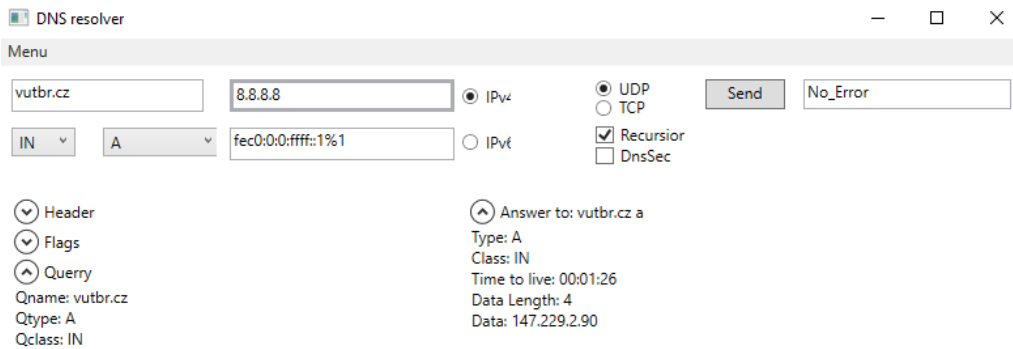 DNS resolver
Menu
vutbr.cz 8.8.8.8 IPv4 UDP Send No_Error
TCP
IN A fec0:0:0:ffff::1%1 IPv6 Recursior
DnsSec
Header
Flags
Querry
Qname: vutbr.cz
Qtype: A
Qclass: IN
Answer to: vutbr.cz a
Type: A
Class: IN
Time to live: 00:01:26
Data Length: 4
Data: 147.229.2.90